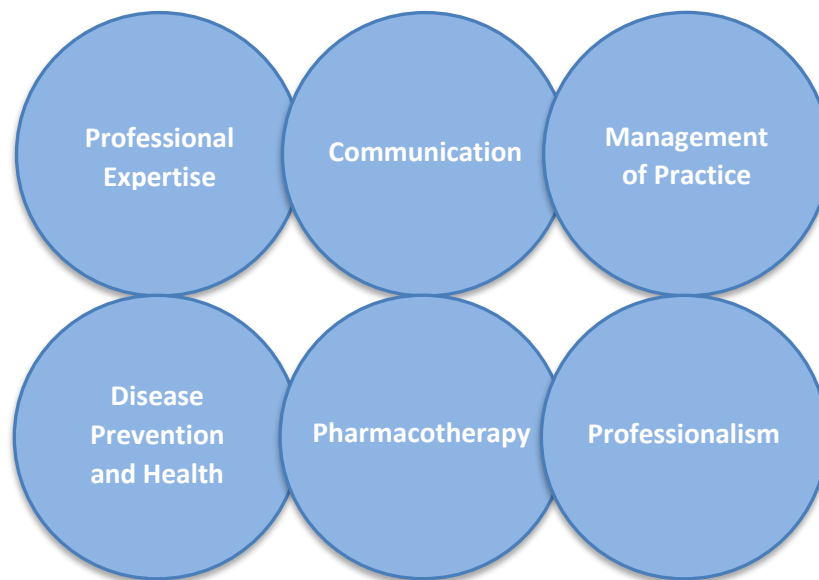 Professional
Expertise
Communication
Management
of Practice
Disease
Prevention
and Health
Pharmacotherapy
Professionalism